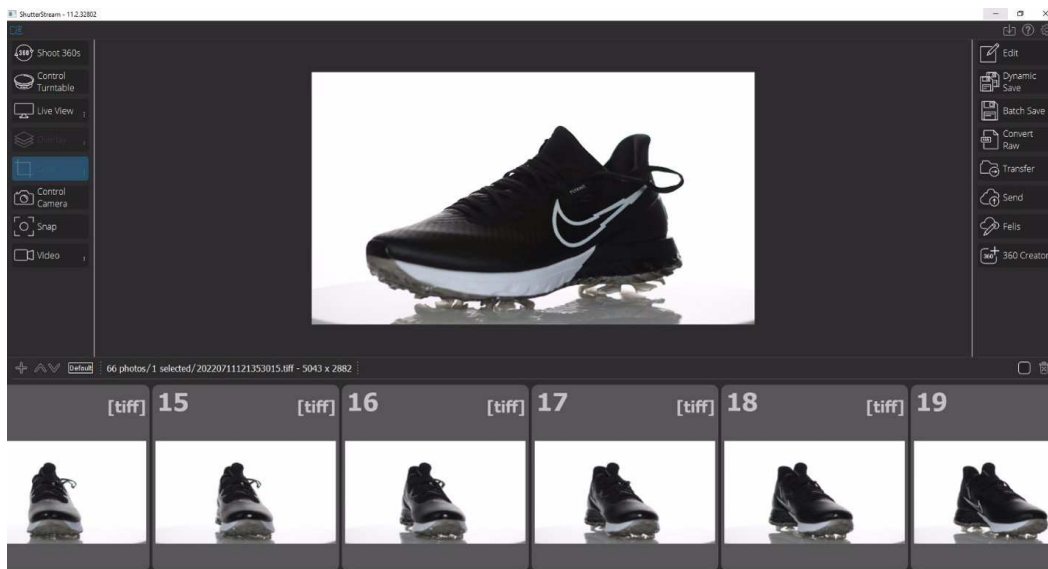 ShutterStream - 11.2.32802
Shoot 360s
Control
Turntable
Live View
Overlay
Control
Camera
Snap
Video
Edit
Dynamic
Save
Batch Save
Convert
Raw
Transfer
Send
Felis
360 Creator
Default
66 photos/1 selected/20220711121353015.tiff - 5043 x 2882
[tiff]
15 [tiff]
16 [tiff]
17 [tiff]
18 [tiff]
19